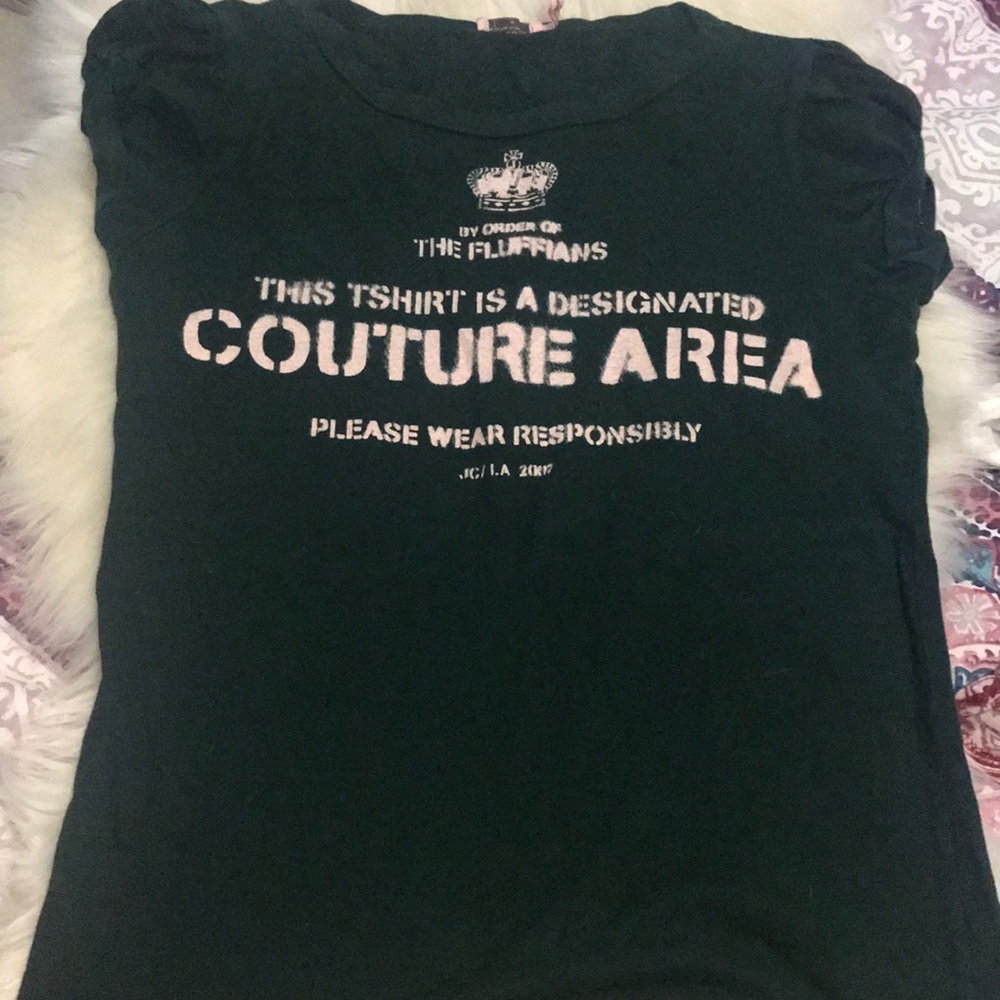 BY ORDER OF
THE FLUFFIANS
THIS TSHIRT IS A DESIGNATED
COUTURE AREA
PLEASE WEAR RESPONSIBLY
JC/LA 2007